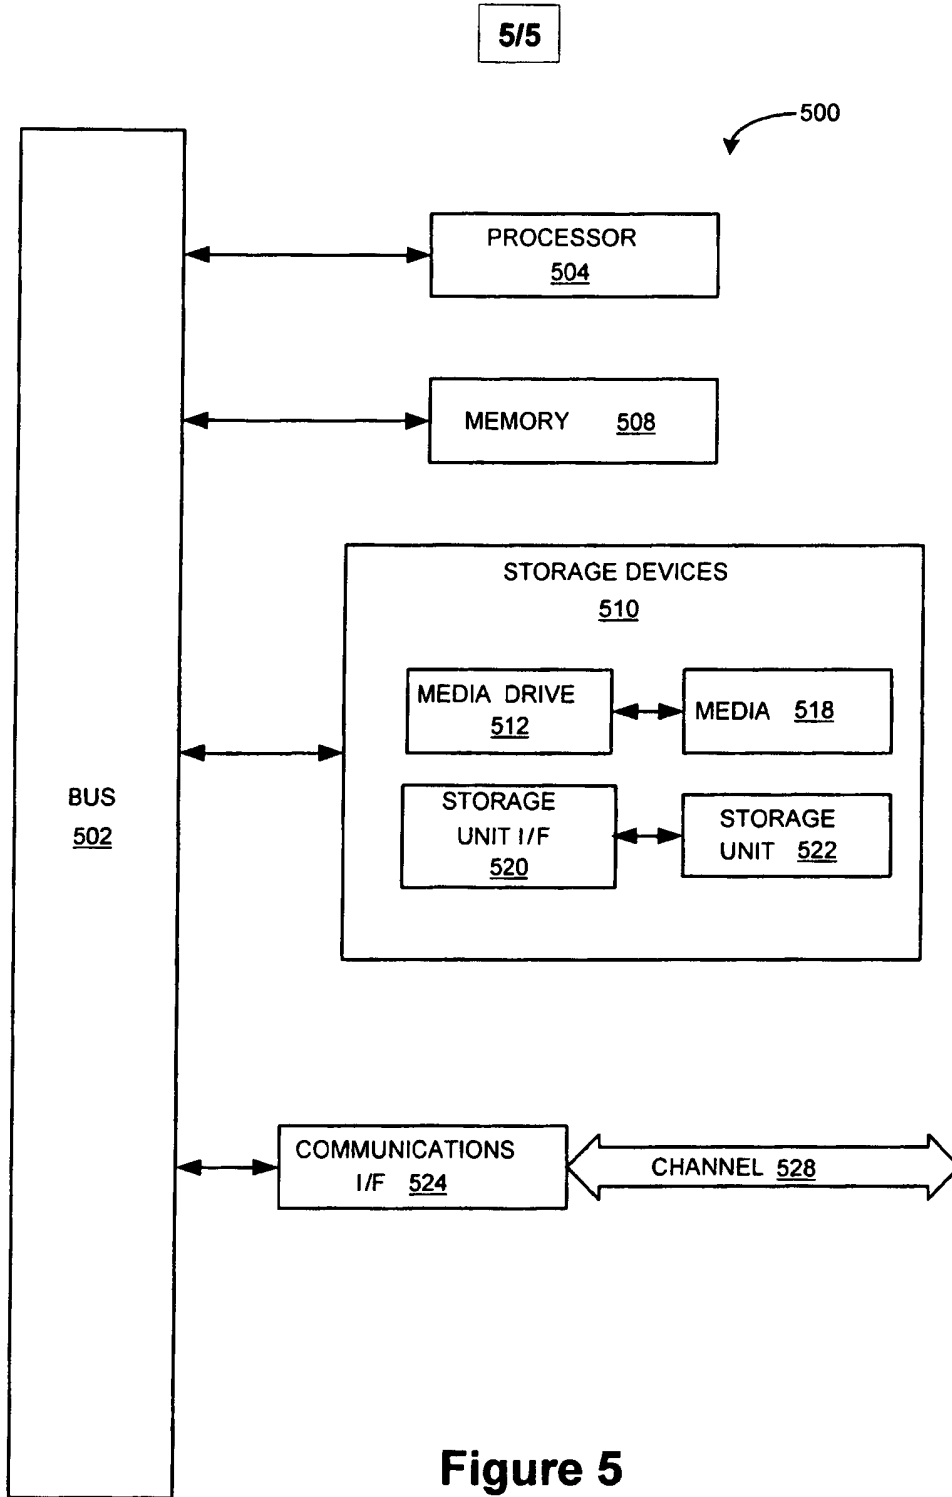 5/5
500
PROCESSOR
504
MEMORY 508
STORAGE DEVICES
510
MEDIA DRIVE
512
MEDIA 518
STORAGE
UNIT I/F
520
STORAGE
UNIT 522
BUS
502
COMMUNICATIONS
I/F 524
CHANNEL 528
Figure 5